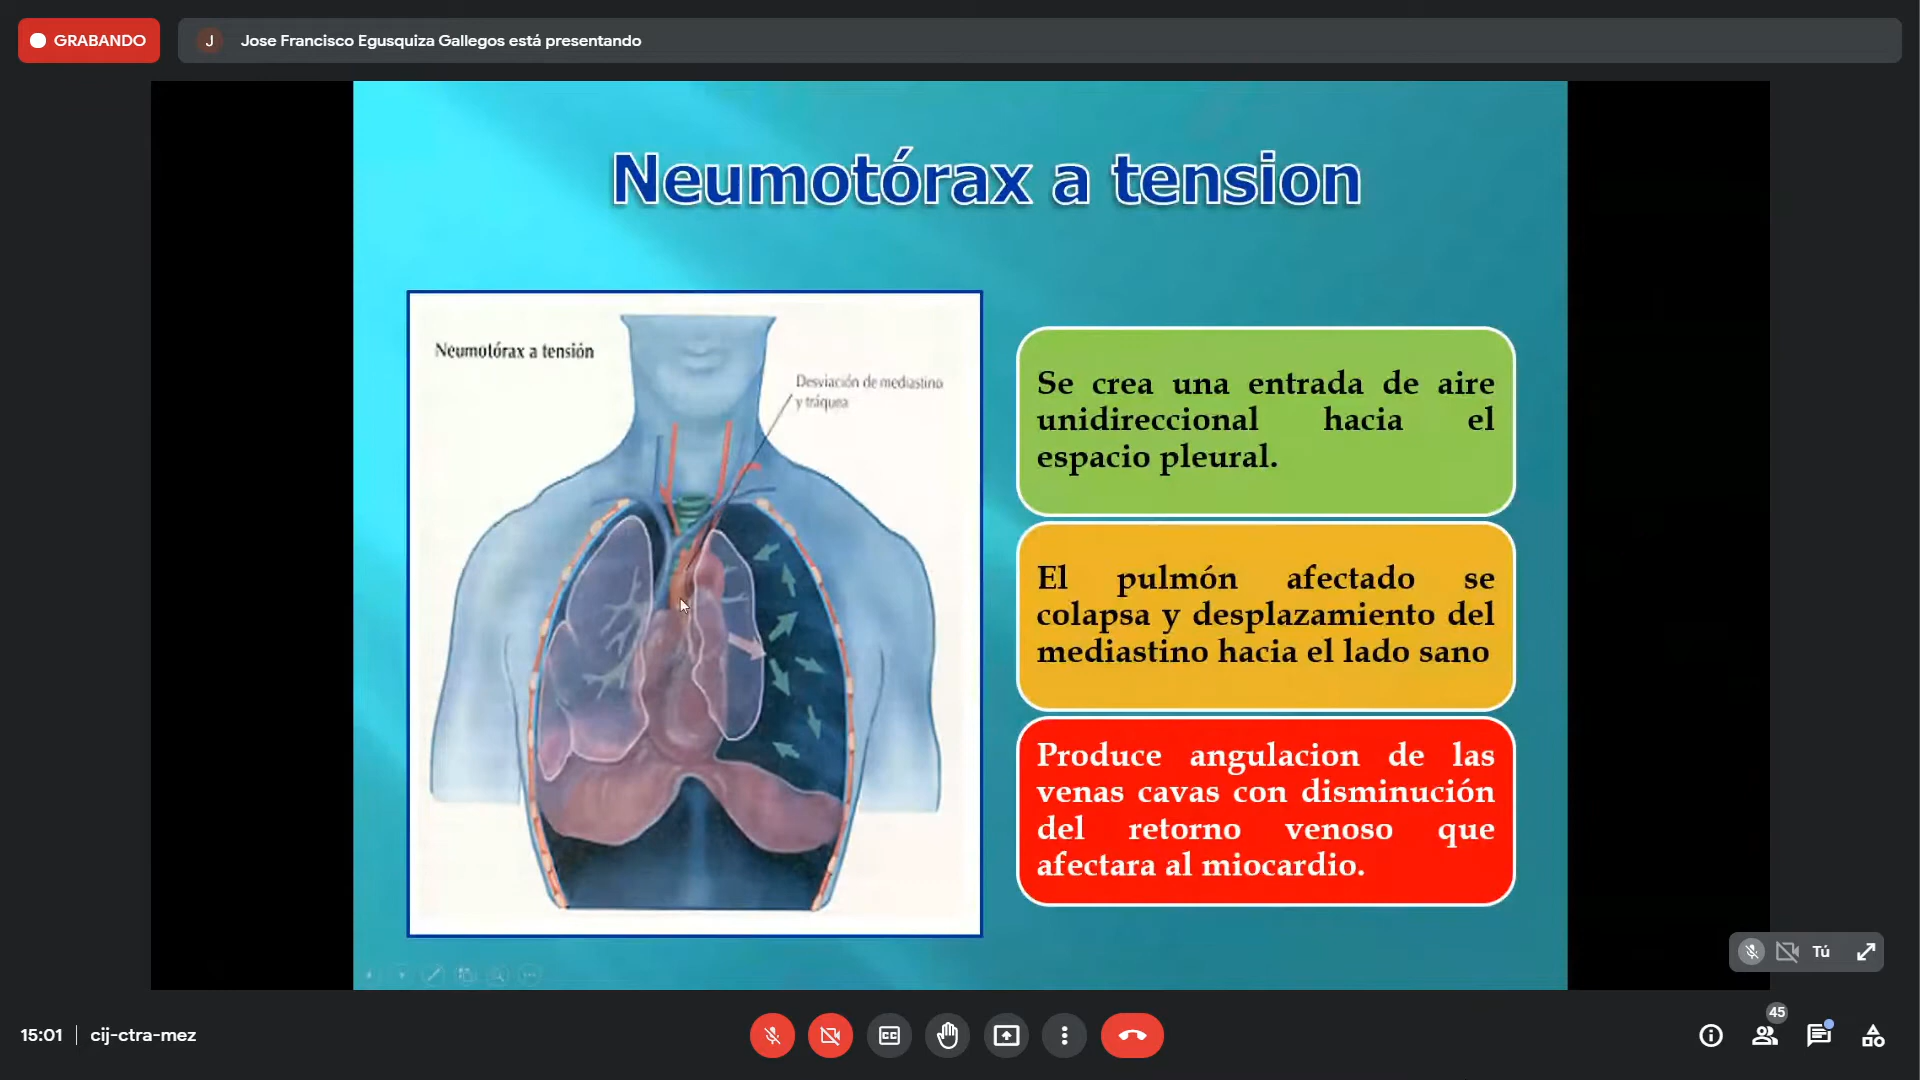 GRABANDO
J
Jose Francisco Egusquiza Gallegos está presentando
Neumotórax a tension
Neumotórax a tensión
Desviación de mediastino
y tráquea
Se crea una entrada de aire
unidireccional hacia el
espacio pleural.
El pulmón afectado se
colapsa y desplazamiento del
mediastino hacia el lado sano
Produce angulacion de las
venas cavas con disminución
del retorno venoso que
afectara al miocardio.
Tú
15:01 | cij-ctra-mez
CC
45